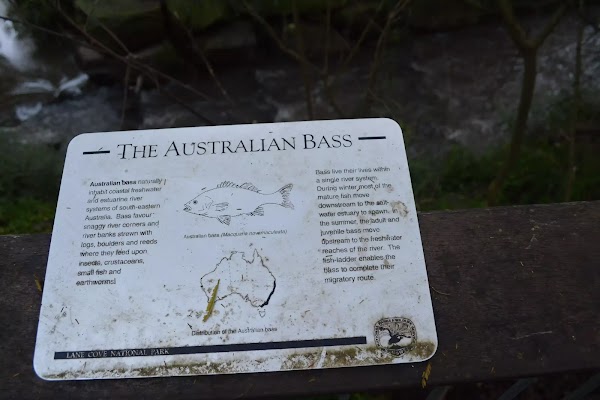 THE AUSTRALIAN BASS
Australian bass naturally
inhabit coastal freshwater
and estuarine river
systems of south-eastern
Australia. Bass favour
snaggy river corners and
river banks strewn with
logs, boulders and reeds
where they feed upon
insects, crustaceans,
small fish and
earthworms!
Australian bass (Macquaria novemaculeata)
Distribution of the Australian bass
Bass live their lives within
a single river system.
During winter most of the
mature fish move
downstream to the salt-
water estuary to spawn. In
the summer, the adult and
juvenile bass move
upstream to the freshwater
reaches of the river. The
fish-ladder enables the
bass to complete their
migratory route.
LANE COVE NATIONAL PARK